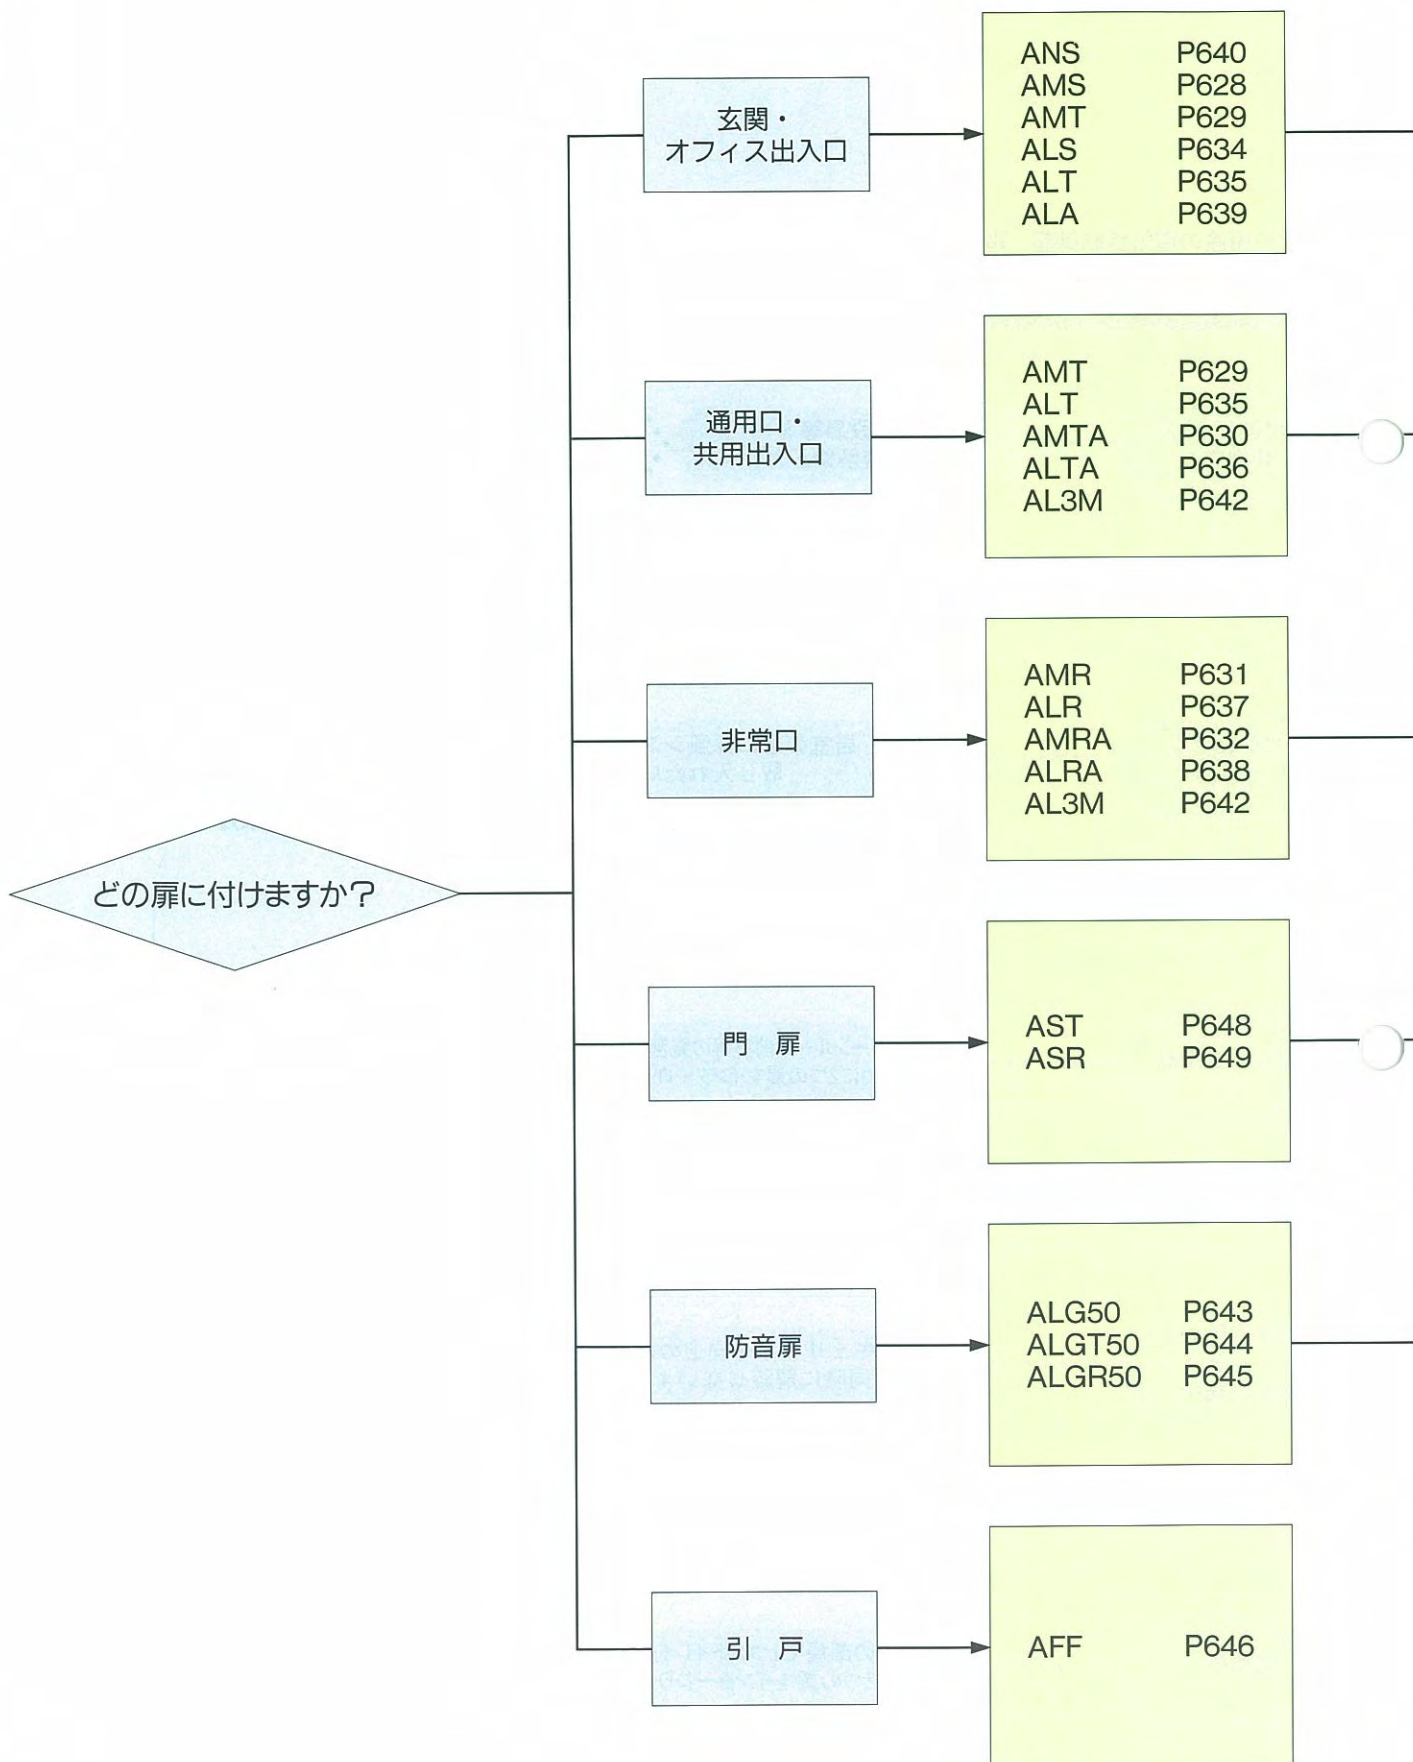 どの扉に付けますか?
玄関・
オフィス出入口
ANS P640
AMS P628
AMT P629
ALS P634
ALT P635
ALA P639
通用口・
共用出入口
AMT P629
ALT P635
AMTA P630
ALTA P636
AL3M P642
非常口
AMR P631
ALR P637
AMRA P632
ALRA P638
AL3M P642
門 扉
AST P648
ASR P649
防音扉
ALG50 P643
ALGT50 P644
ALGR50 P645
引 戸
AFF P646